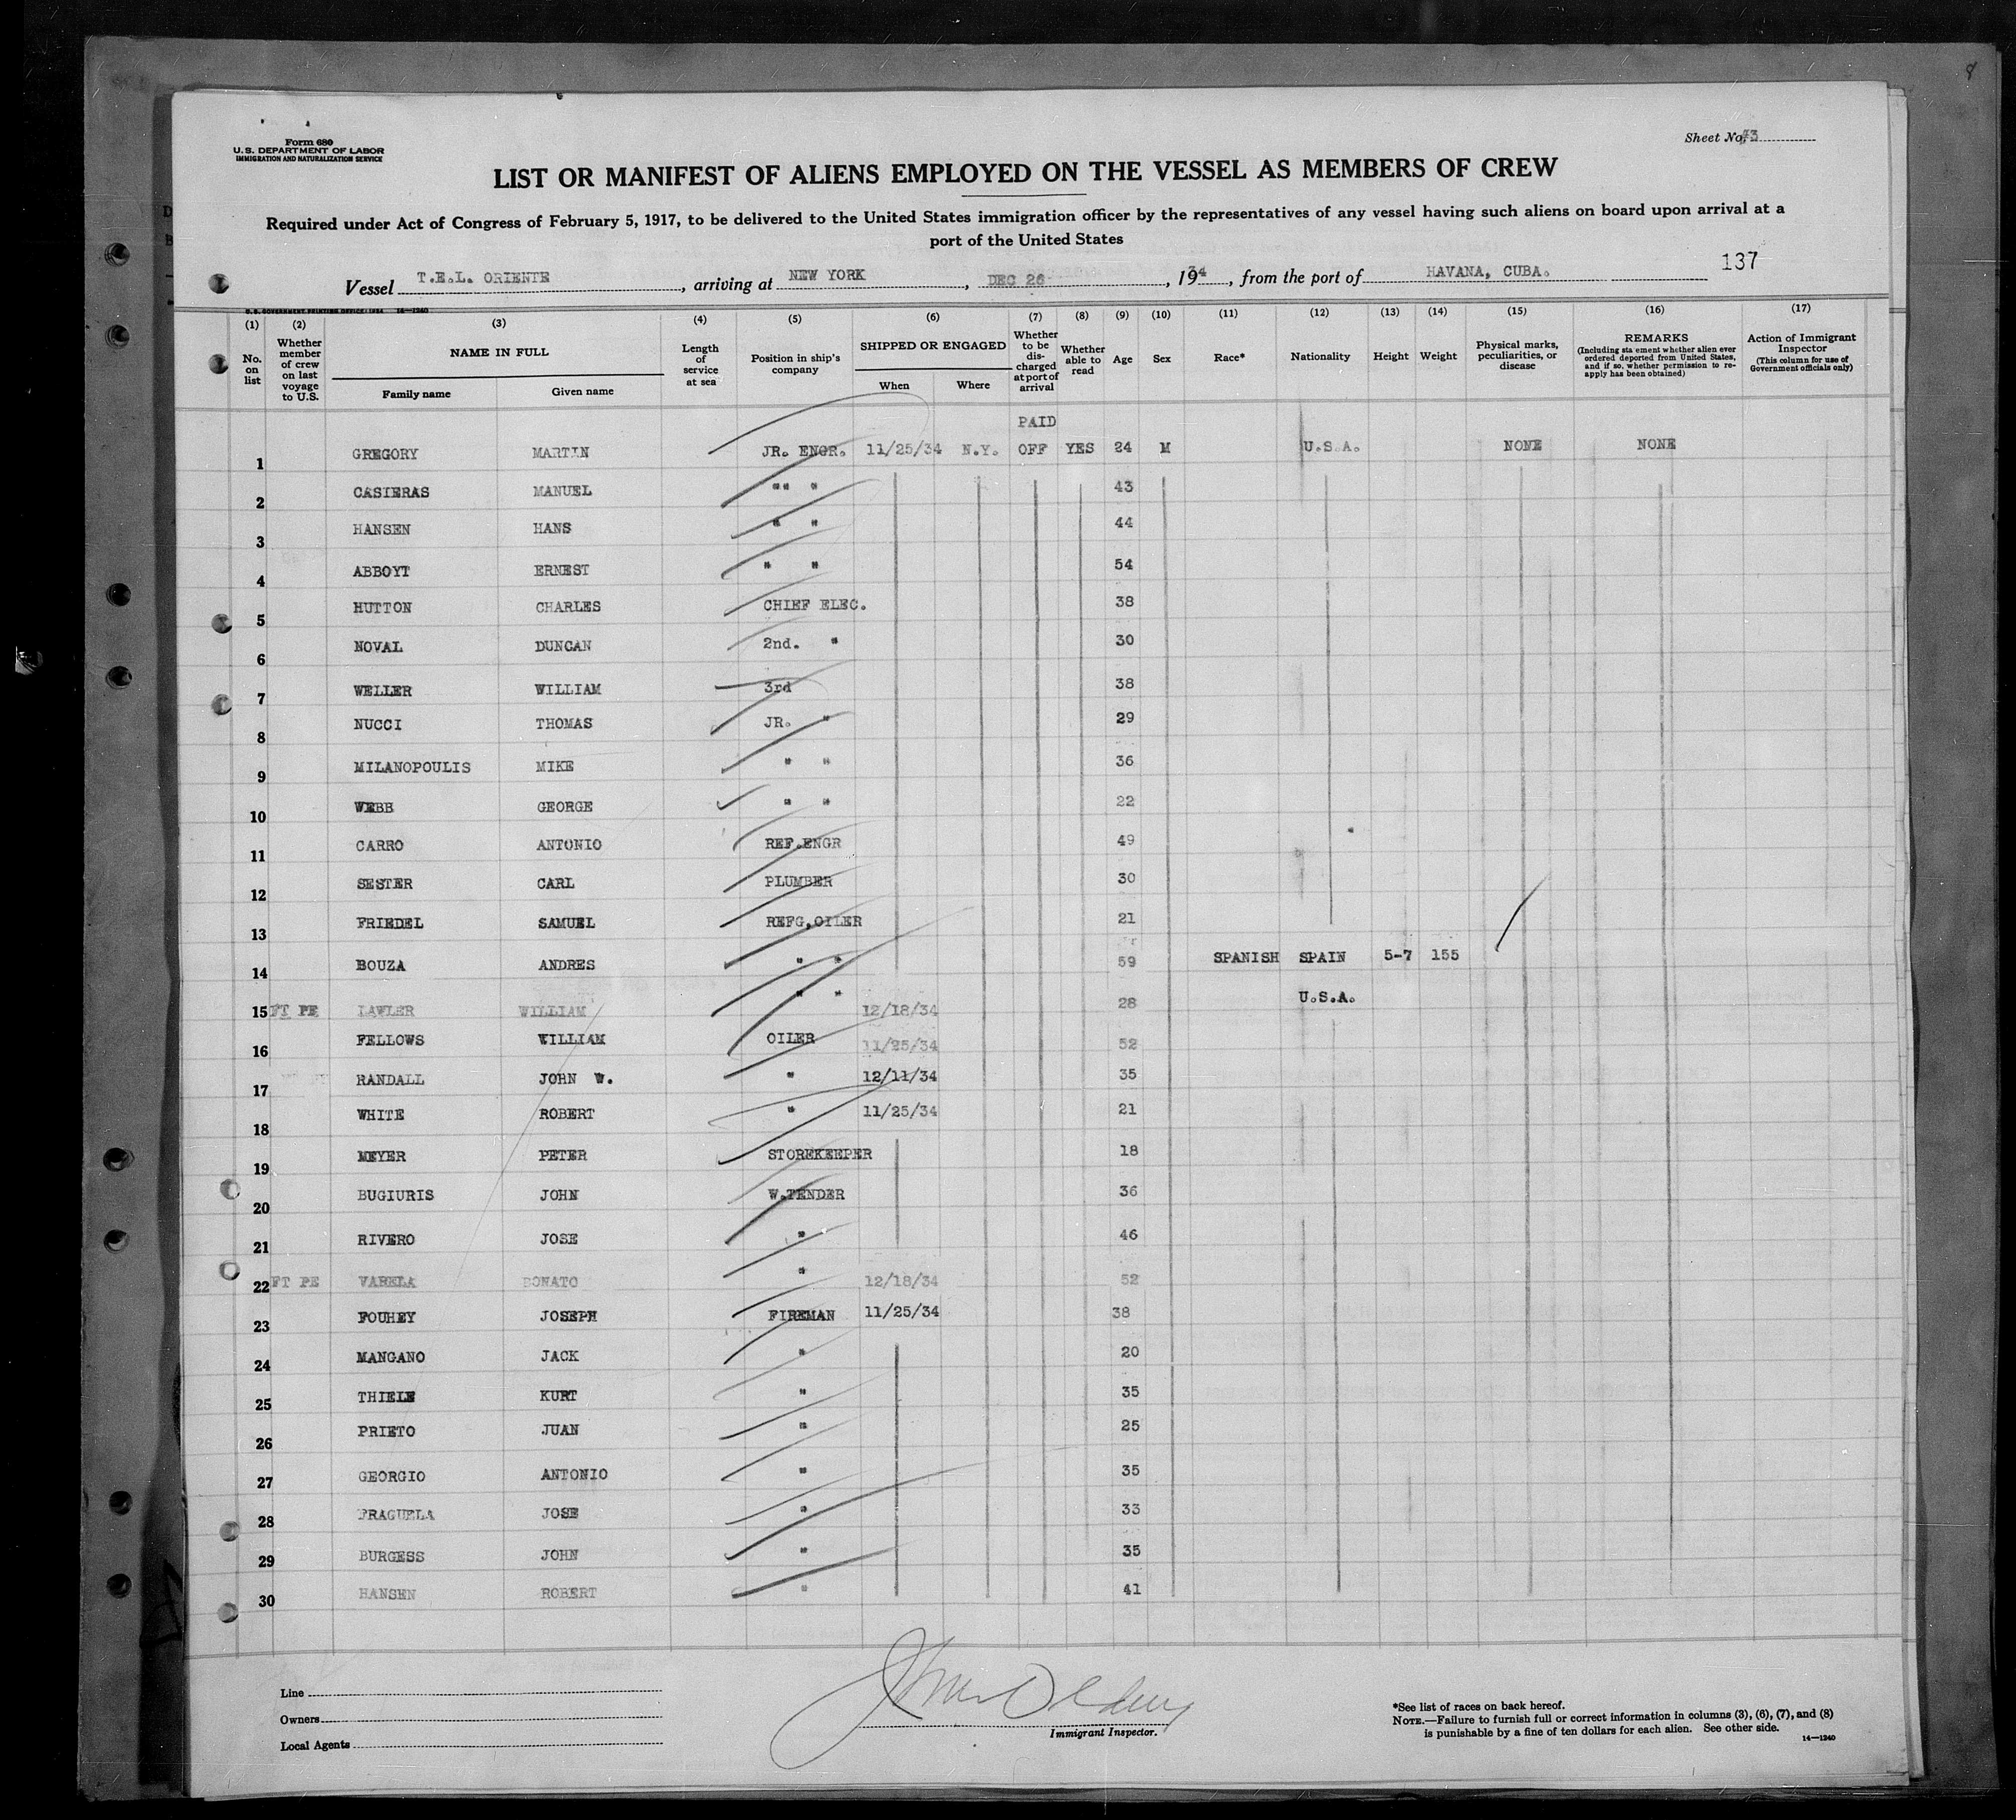 Form 680
U.S. DEPARTMENT OF LABOR
IMMIGRATION AND NATURALIZATION SERVICE
Sheet No. 3
LIST OR MANIFEST OF ALIENS EMPLOYED ON THE VESSEL AS MEMBERS OF CREW
Required under Act of Congress of February 5, 1917, to be delivered to the United States immigration officer by the representatives of any vessel having such aliens on board upon arrival at a
port of the United States
137
Vessel T.E.L. ORIENTE, arriving at NEW YORK, DEC 26, 1934, from the port of HAVANA, CUBA.
U.S. GOVERNMENT PRINTING OFFICE: 1934 14—1240
(1) (2) (3) (4) (5) (6) (7) (8) (9) (10) (11) (12) (13) (14) (15) (16) (17)
No. on list
Whether member of crew on last voyage to U.S.
NAME IN FULL
Family name Given name
Length of service at sea
Position in ship's company
SHIPPED OR ENGAGED
When Where
Whether to be discharged at port of arrival
Whether able to read
Age
Sex
Race*
Nationality
Height
Weight
Physical marks, peculiarities, or disease
REMARKS
(Including sta ement whether alien ever ordered deported from United States, and if so, whether permission to reapply has been obtained)
Action of Immigrant Inspector
(This column for use of Government officials only)
PAID
1 GREGORY MARTIN JR. ENGR. 11/25/34 N.Y. OFF YES 24 M U.S.A. NONE NONE
2 CASIERAS MANUEL "" " 43
3 HANSEN HANS " " 44
4 ABBOYT ERNEST " " 54
5 HUTTON CHARLES CHIEF ELEC. 38
6 NOVAL DUNCAN 2nd. " 30
7 WELLER WILLIAM 3rd 38
8 NUCCI THOMAS JR. " 29
9 MILANOPOULIS MIKE " " 36
10 WEBB GEORGE " " 22
11 CARRO ANTONIO REF.ENGR 49
12 SESTER CARL PLUMBER 30
13 FRIEDEL SAMUEL REFG.OILER 21
14 BOUZA ANDRES " " 59 SPANISH SPAIN 5-7 155
15 FT PE LAWLER WILLIAM " " 12/18/34 28 U.S.A.
16 FELLOWS WILLIAM OILER 11/25/34 52
17 RANDALL JOHN W. " 12/11/34 35
18 WHITE ROBERT " 11/25/34 21
19 MEYER PETER STOREKEEPER 18
20 BUGIURIS JOHN W.TENDER 36
21 RIVERO JOSE " 46
22 FT PE VARELA DONATO " 12/18/34 52
23 FOUHEY JOSEPH FIREMAN 11/25/34 38
24 MANGANO JACK " 20
25 THIELE KURT " 35
26 PRIETO JUAN " 25
27 GEORGIO ANTONIO " 35
28 FRAGUELA JOSE " 33
29 BURGESS JOHN " 35
30 HANSEN ROBERT " 41
Line
Owners
Local Agents
Immigrant Inspector.
*See list of races on back hereof.
NOTE.—Failure to furnish full or correct information in columns (3), (6), (7), and (8)
is punishable by a fine of ten dollars for each alien. See other side.
14—1240